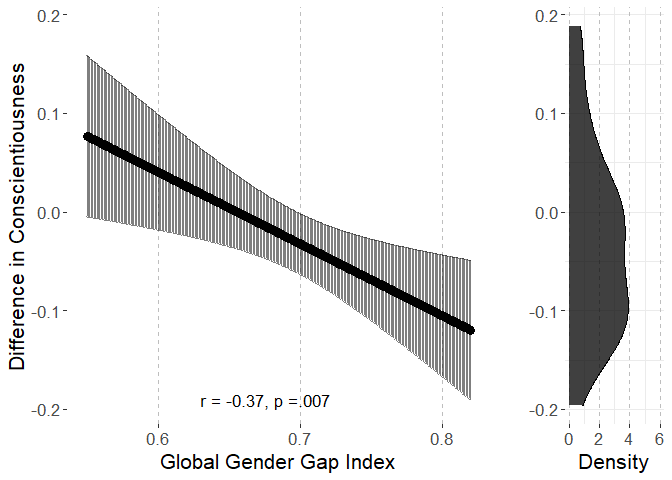 0.2
0.1
0.0
-0.1
-0.2
Difference in Conscientiousness
r = -0.37, p =.007
0.6 0.7 0.8
Global Gender Gap Index
0.2
0.1
0.0
-0.1
-0.2
0 2 4 6
Density